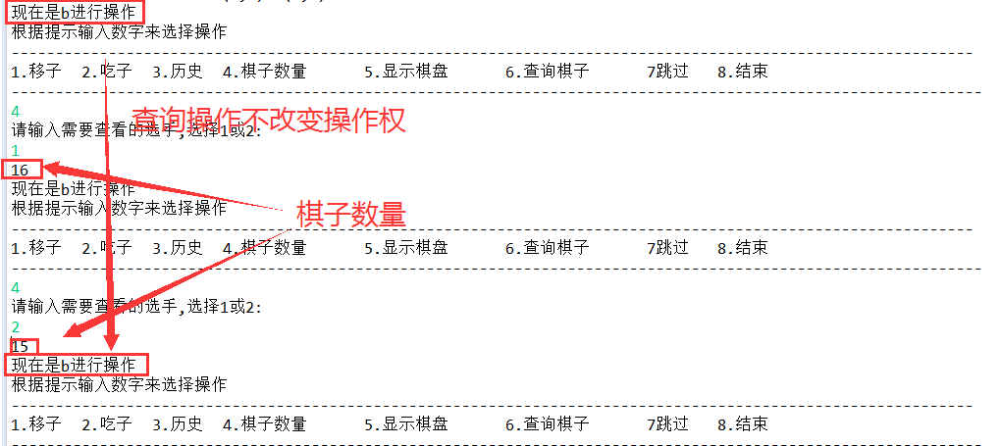 现在是b进行操作
根据提示输入数字来选择操作
----------------------------------------------------------------------------------------------------
1.移子 2.吃子 3.历史 4.棋子数量 5.显示棋盘 6.查询棋子 7跳过 8.结束
----------------------------------------------------------------------------------------------------
4
查询操作不改变操作权
请输入需要查看的选手,选择1或2:
1
16
现在是b进行操作
根据提示输入数字来选择操作
棋子数量
----------------------------------------------------------------------------------------------------
1.移子 2.吃子 3.历史 4.棋子数量 5.显示棋盘 6.查询棋子 7跳过 8.结束
----------------------------------------------------------------------------------------------------
4
请输入需要查看的选手,选择1或2:
2
15
现在是b进行操作
根据提示输入数字来选择操作
----------------------------------------------------------------------------------------------------
1.移子 2.吃子 3.历史 4.棋子数量 5.显示棋盘 6.查询棋子 7跳过 8.结束
----------------------------------------------------------------------------------------------------